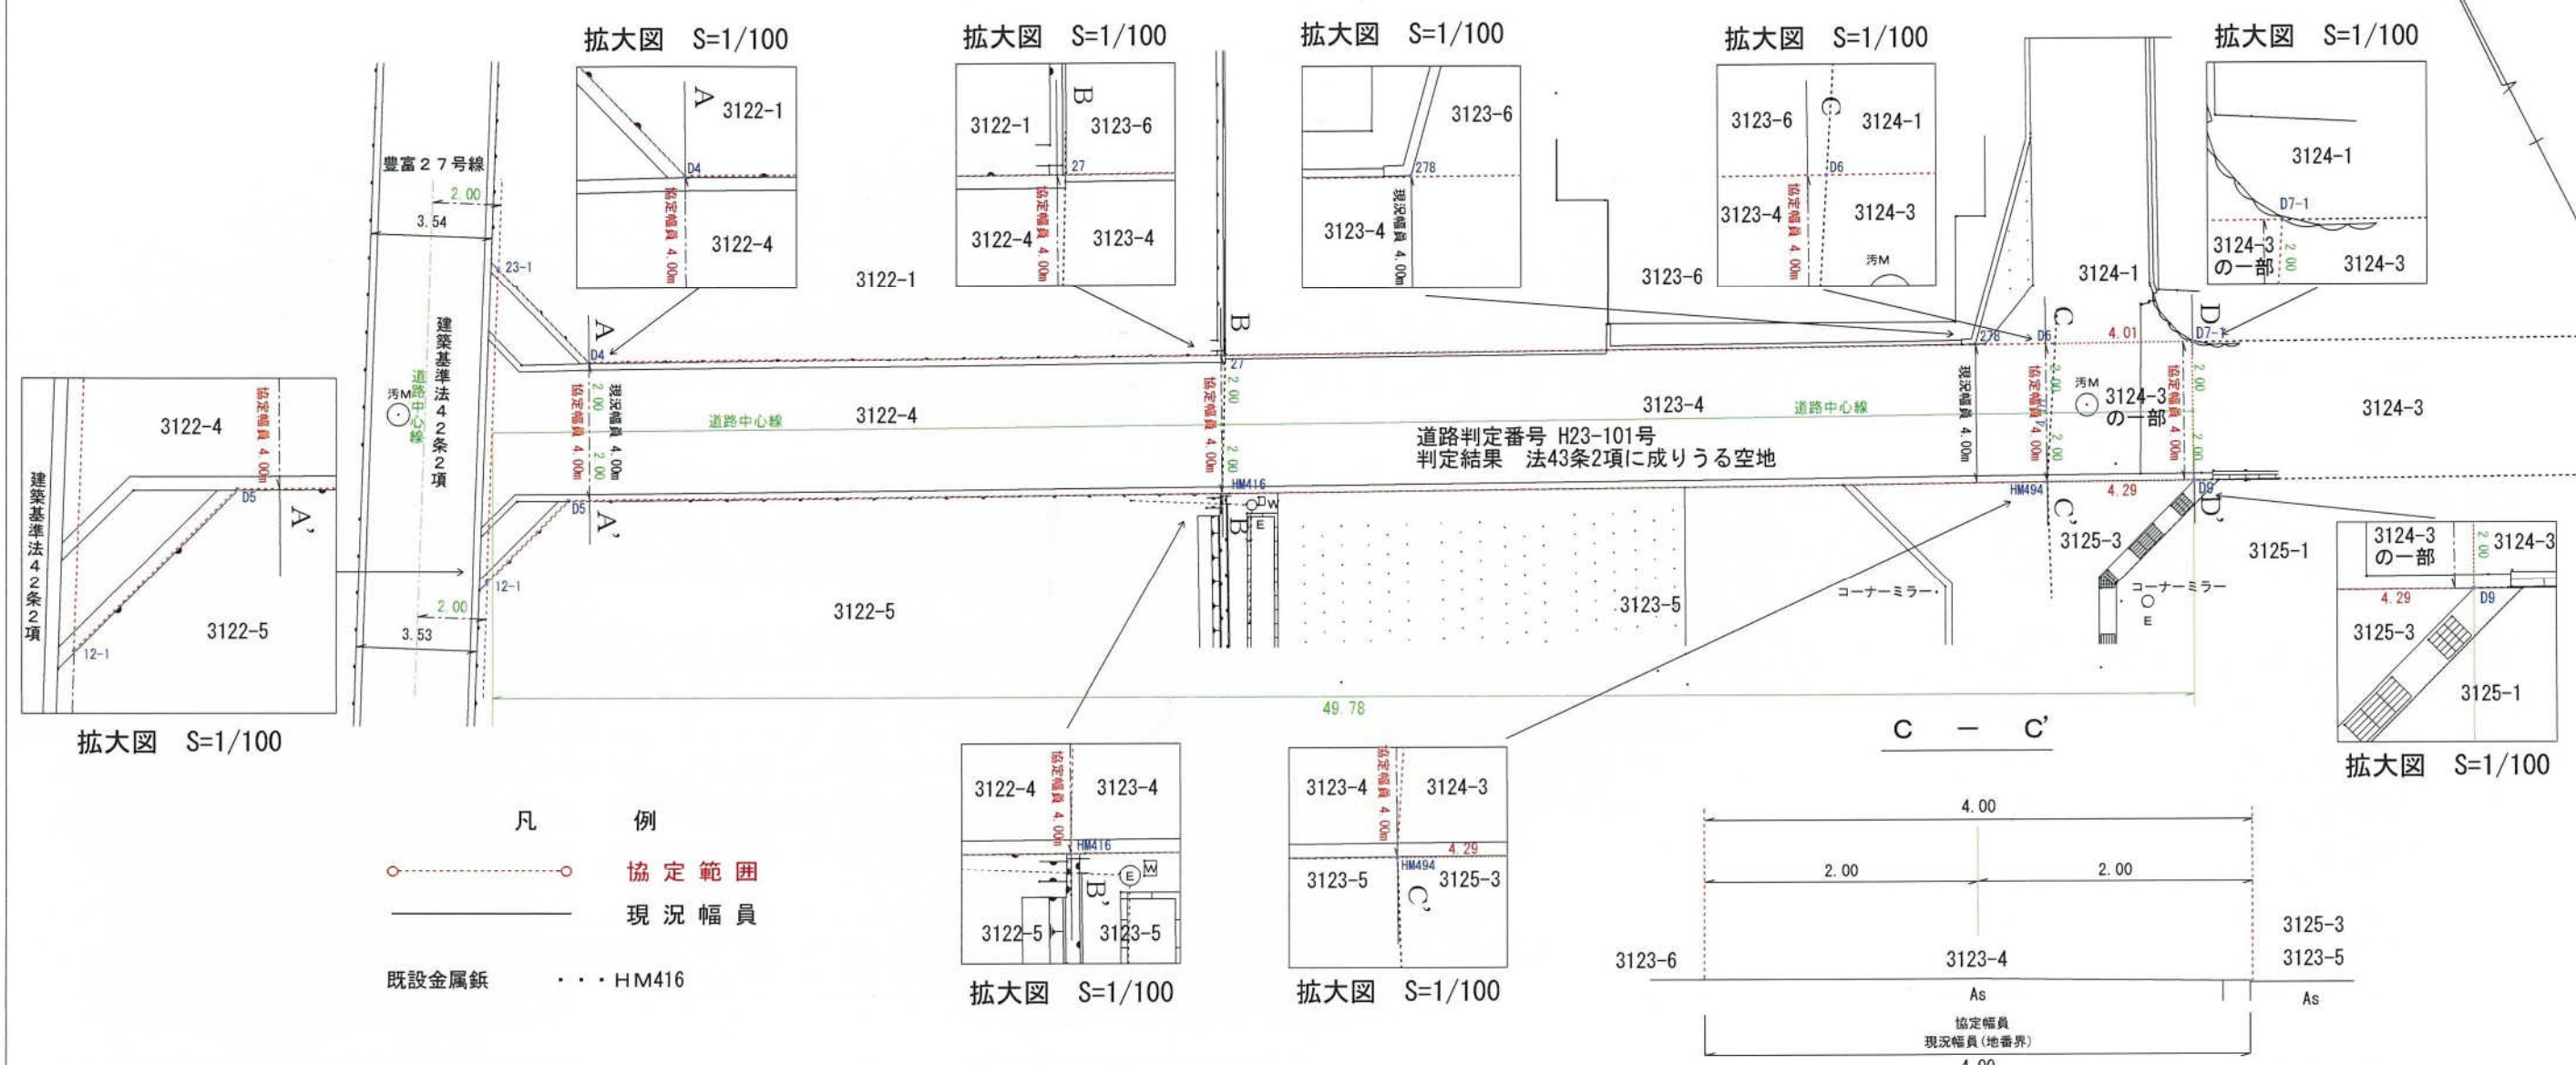 拡大図 S=1/100
拡大図 S=1/100
拡大図 S=1/100
拡大図 S=1/100
拡大図 S=1/100
A
3122-1
D4
協定幅員 4.00m
3122-4
B
3122-1
3123-6
27
協定幅員 4.00m
3122-4
3123-4
3123-6
278
現況幅員 4.00m
3123-4
C
3123-6
3124-1
D6
協定幅員 4.00m
3123-4
3124-3
汚M
3124-1
D7-1
3124-3
の一部
2.00
3124-3
豊富27号線
2.00
3.54
23-1
建築基準法42条2項
汚M
道路中心線
2.00
3.53
12-1
3122-1
3123-6
3124-1
A
D4
B
27
278
D6
C
4.01
D
D7-1
協定幅員 4.00m
2.00
2.00
現況幅員 4.00m
道路中心線
3122-4
協定幅員 4.00m
2.00
2.00
3123-4
道路中心線
道路判定番号 H23-101号
判定結果 法43条2項に成りうる空地
現況幅員 4.00m
協定幅員 4.00m
2.00
2.00
汚M
3124-3
の一部
協定幅員 4.00m
2.00
2.00
3124-3
D5
A'
HM416
W
E
B'
HM494
C'
4.29
D9
D'
3122-5
3123-5
コーナーミラー
3125-3
コーナーミラー
E
3125-1
49.78
建築基準法42条2項
3122-4
協定幅員 4.00m
D5
A'
3122-5
12-1
拡大図 S=1/100
3124-3
の一部
2.00
3124-3
4.29
D9
3125-3
3125-1
拡大図 S=1/100
凡 例
協定範囲
現況幅員
既設金属鋲 ・・・HM416
3122-4
協定幅員 4.00m
3123-4
HM416
E
W
B'
3122-5
3123-5
拡大図 S=1/100
3123-4
協定幅員 4.00m
3124-3
4.29
HM494
3123-5
C'
3125-3
拡大図 S=1/100
C - C'
4.00
2.00
2.00
3125-3
3123-6
3123-4
3123-5
As
As
協定幅員
現況幅員(地番界)
4.00